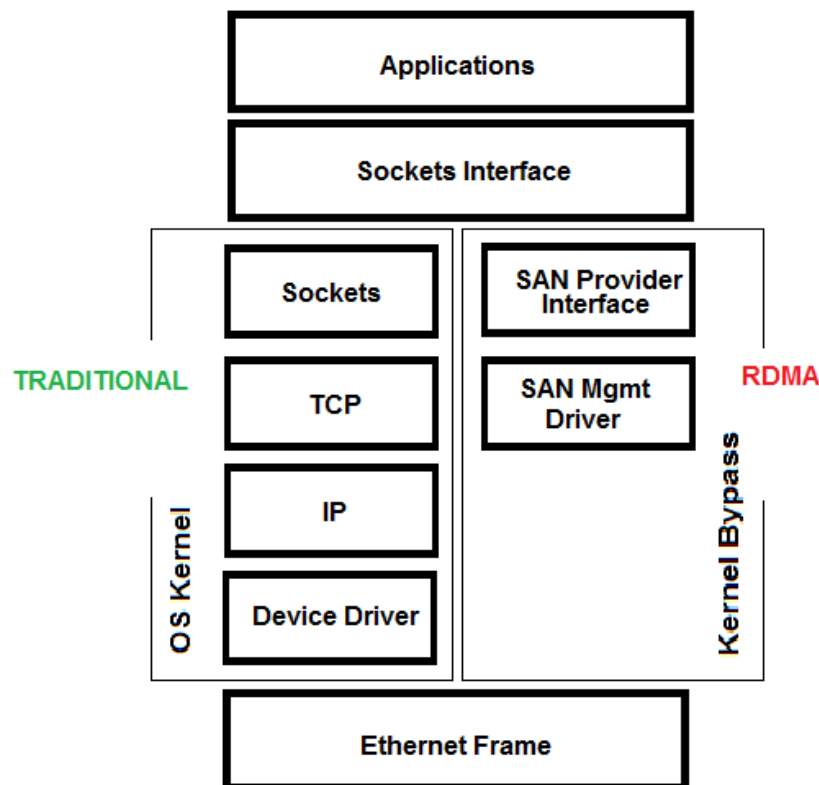 Applications
Sockets Interface
Sockets
SAN Provider
Interface
TRADITIONAL
TCP
SAN Mgmt
Driver
RDMA
IP
OS Kernel
Kernel Bypass
Device Driver
Ethernet Frame